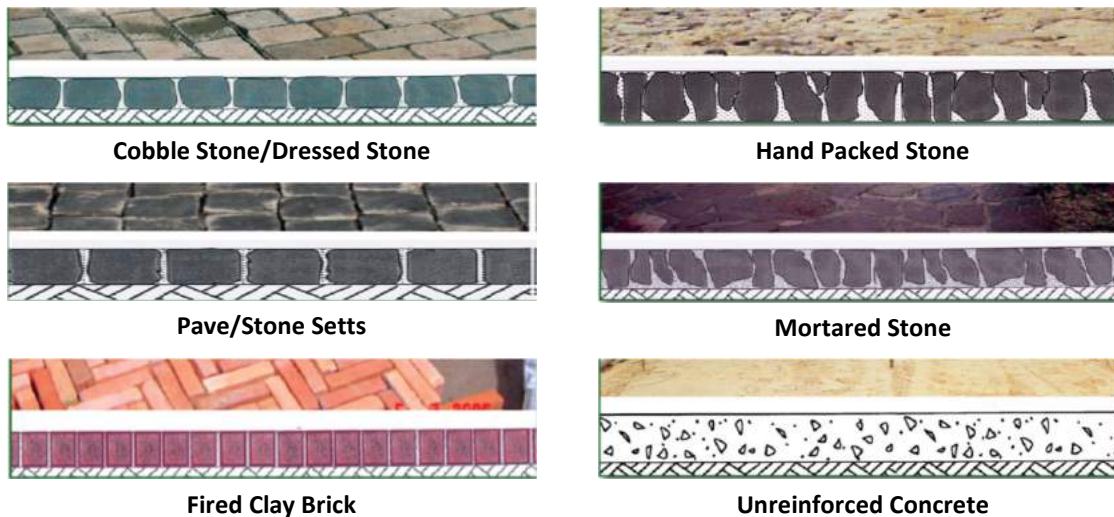 Cobble Stone/Dressed Stone
Hand Packed Stone
Pave/Stone Setts
Mortared Stone
Fired Clay Brick
Unreinforced Concrete